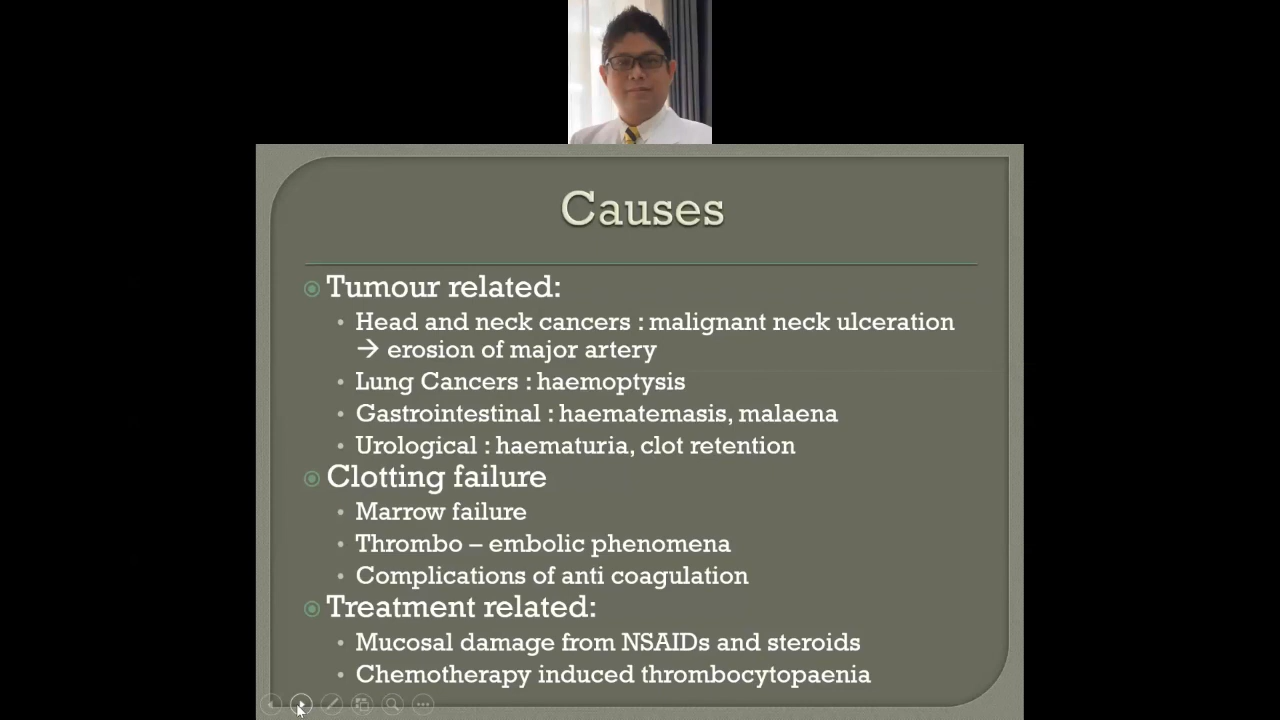 Causes
Tumour related:
Head and neck cancers : malignant neck ulceration
→ erosion of major artery
Lung Cancers : haemoptysis
Gastrointestinal : haematemasis, malaena
Urological : haematuria, clot retention
Clotting failure
Marrow failure
Thrombo – embolic phenomena
Complications of anti coagulation
Treatment related:
Mucosal damage from NSAIDs and steroids
Chemotherapy induced thrombocytopaenia